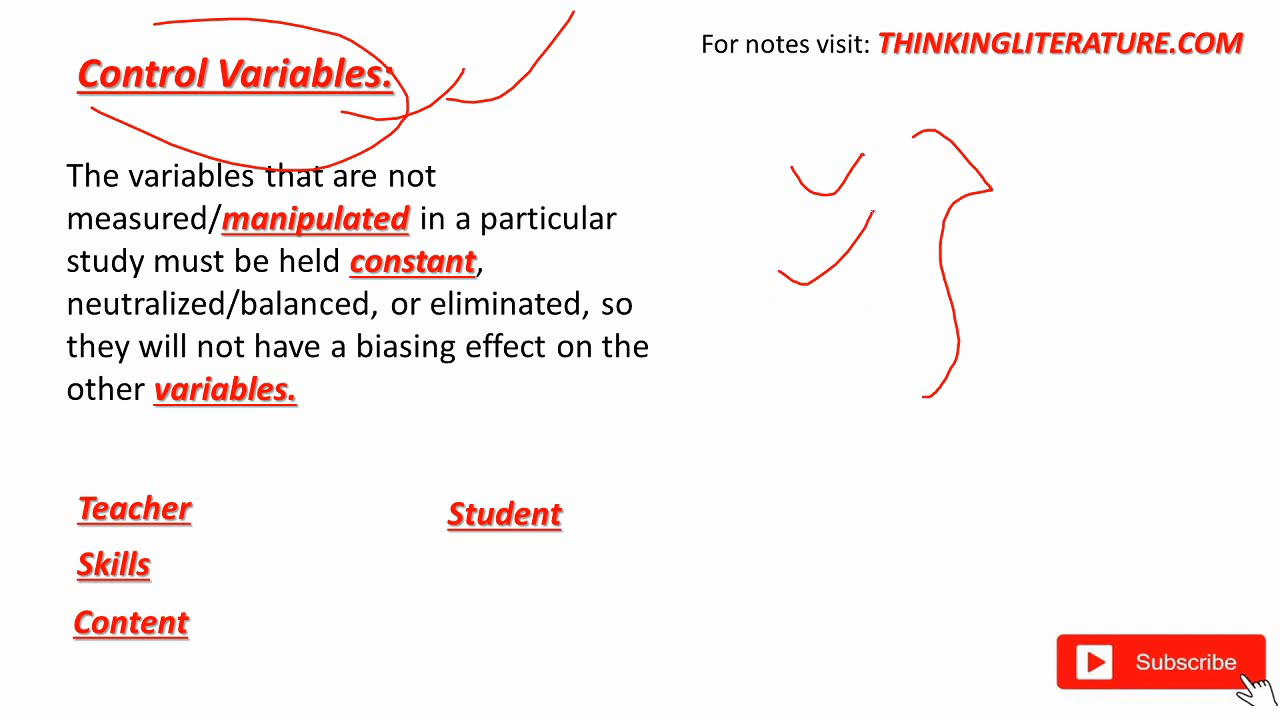 For notes visit: THINKINGLITERATURE.COM
Control Variables:
The variables that are not
measured/manipulated in a particular
study must be held constant,
neutralized/balanced, or eliminated, so
they will not have a biasing effect on the
other variables.
Teacher
Student
Skills
Content
Subscribe